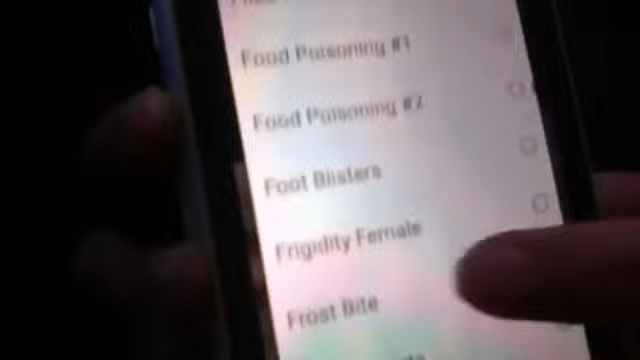 Food Poisoning #1
Food Poisoning #2
Foot Blisters
Frigidity Female
Frost Bite